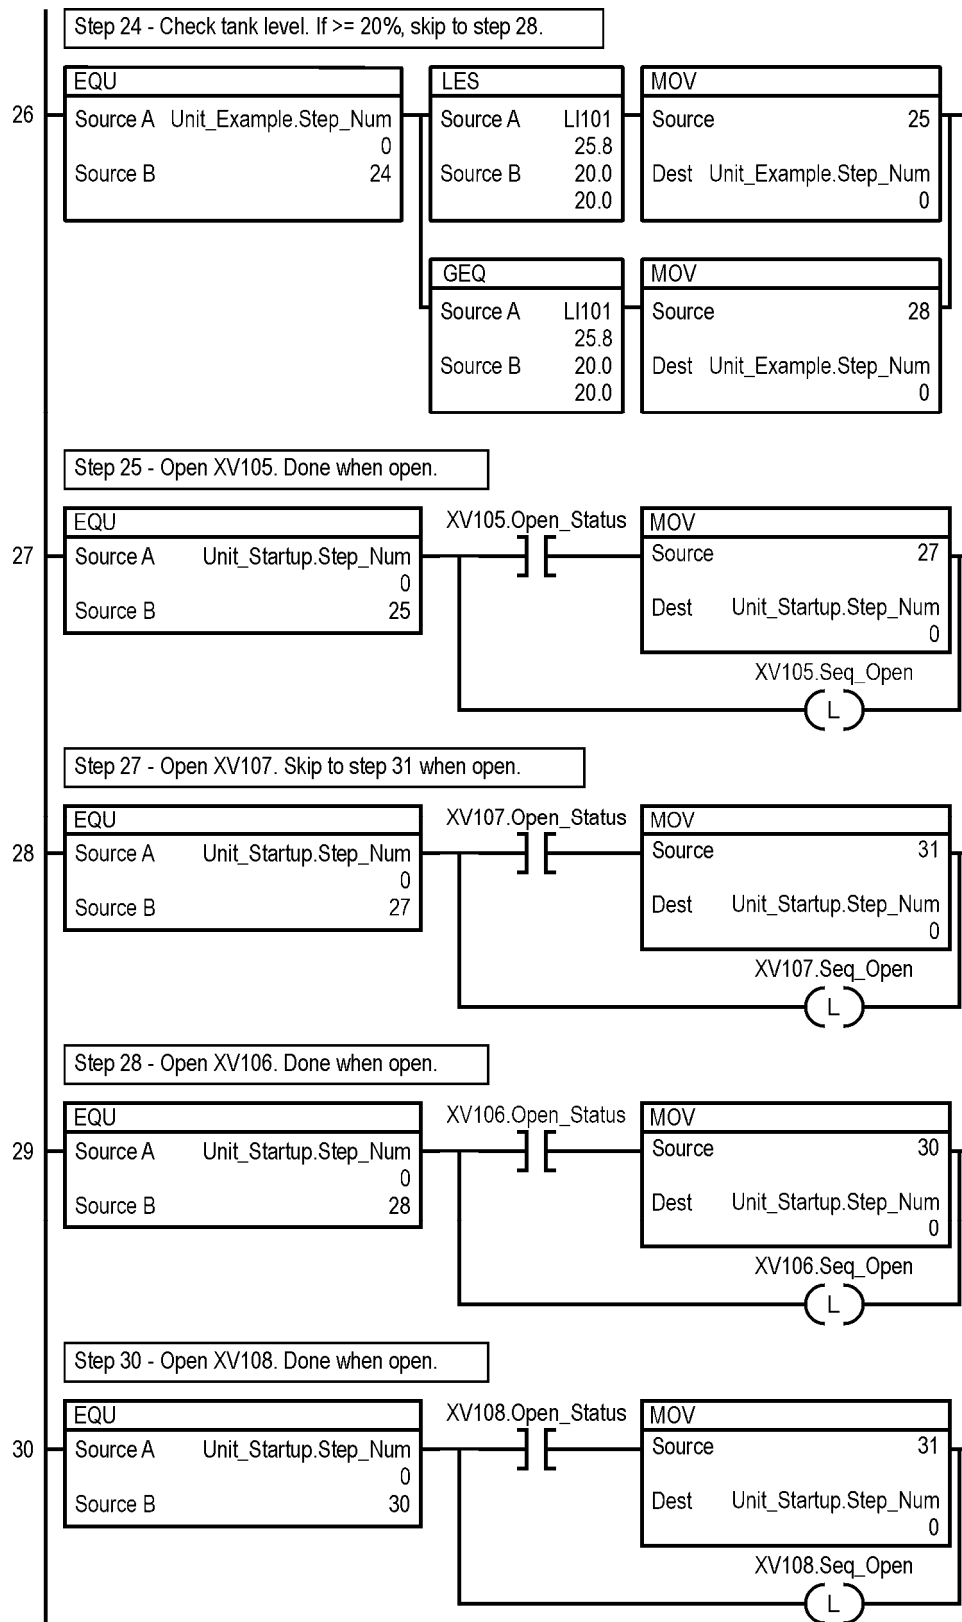 Step 24 - Check tank level. If >= 20%, skip to step 28.
EQU LES MOV
26 Source A Unit_Example.Step_Num Source A LI101 Source 25
0 25.8
Source B 24 Source B 20.0 Dest Unit_Example.Step_Num
20.0 0
GEQ MOV
Source A LI101 Source 28
25.8
Source B 20.0 Dest Unit_Example.Step_Num
20.0 0
Step 25 - Open XV105. Done when open.
EQU XV105.Open_Status MOV
27 Source A Unit_Startup.Step_Num Source 27
0
Source B 25 Dest Unit_Startup.Step_Num
0
XV105.Seq_Open
L
Step 27 - Open XV107. Skip to step 31 when open.
EQU XV107.Open_Status MOV
28 Source A Unit_Startup.Step_Num Source 31
0
Source B 27 Dest Unit_Startup.Step_Num
0
XV107.Seq_Open
L
Step 28 - Open XV106. Done when open.
EQU XV106.Open_Status MOV
29 Source A Unit_Startup.Step_Num Source 30
0
Source B 28 Dest Unit_Startup.Step_Num
0
XV106.Seq_Open
L
Step 30 - Open XV108. Done when open.
EQU XV108.Open_Status MOV
30 Source A Unit_Startup.Step_Num Source 31
0
Source B 30 Dest Unit_Startup.Step_Num
0
XV108.Seq_Open
L